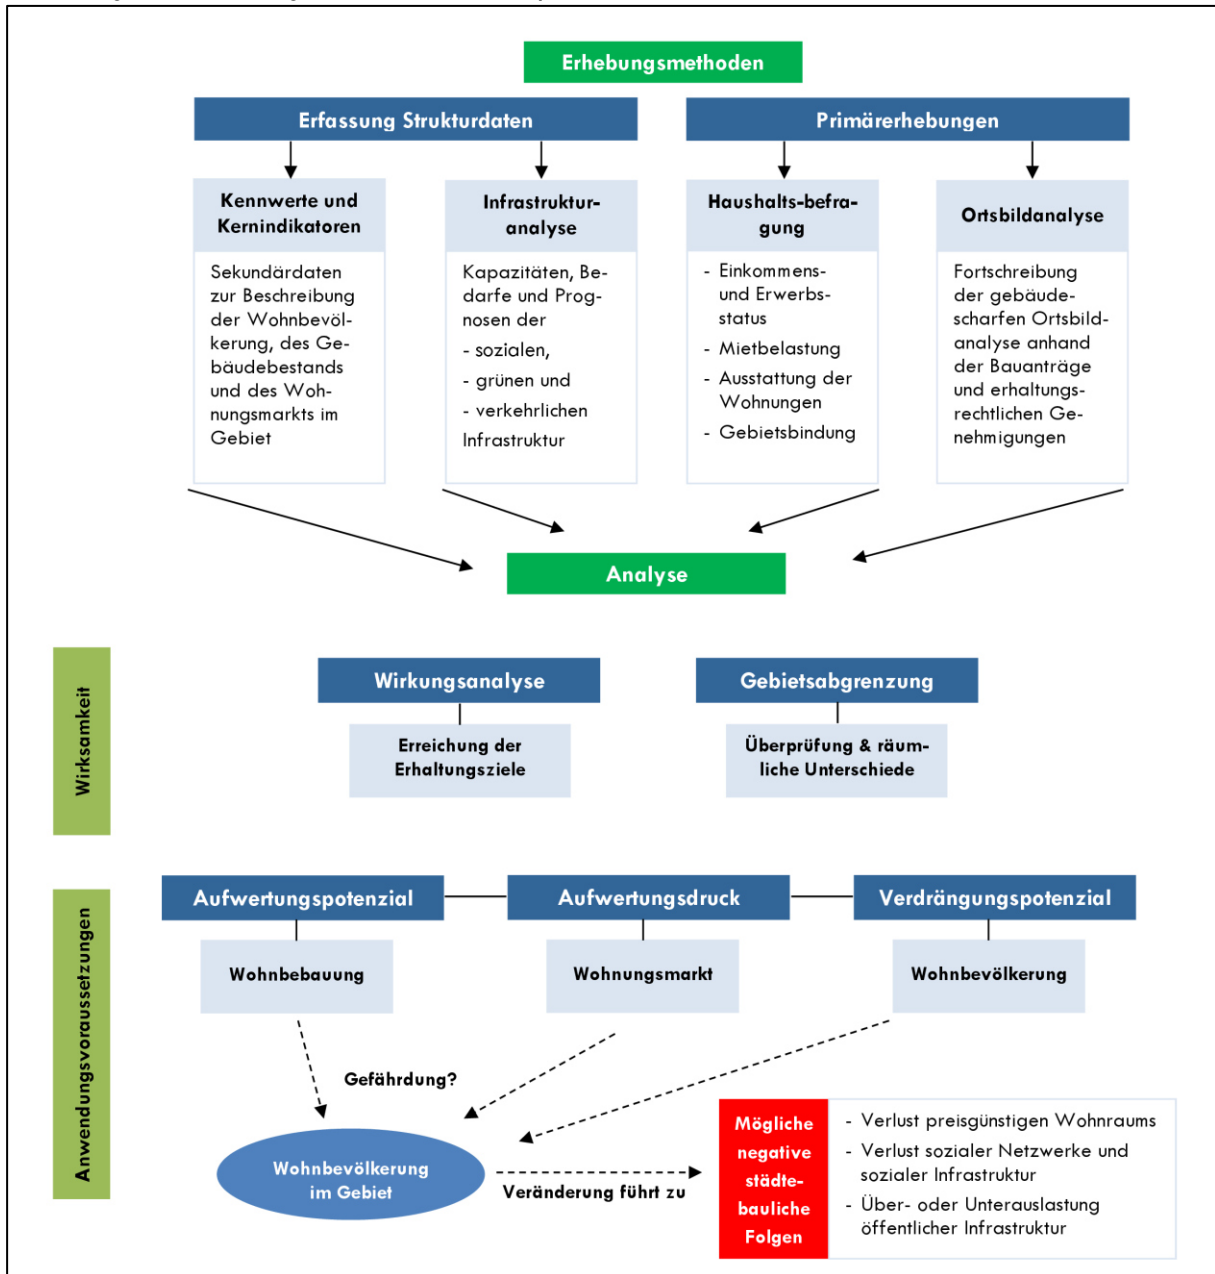 Erhebungsmethoden
Erfassung Strukturdaten
Primärerhebungen
Kennwerte und
Kernindikatoren
Sekundärdaten
zur Beschreibung
der Wohnbevöl-
kerung, des Ge-
bäudebestands
und des Woh-
nungsmarkts im
Gebiet
Infrastruktur-
analyse
Kapazitäten, Be-
darfe und Prog-
nosen der
- sozialen,
- grünen und
- verkehrlichen
Infrastruktur
Haushalts-befra-
gung
- Einkommens-
und Erwerbs-
status
- Mietbelastung
- Ausstattung der
Wohnungen
- Gebietsbindung
Ortsbildanalyse
Fortschreibung
der gebäude-
scharfen Ortsbild-
analyse anhand
der Bauanträge
und erhaltungs-
rechtlichen Ge-
nehmigungen
Analyse
Wirksamkeit
Wirkungsanalyse
Erreichung der
Erhaltungsziele
Gebietsabgrenzung
Überprüfung & räum-
liche Unterschiede
Anwendungsvoraussetzungen
Aufwertungspotenzial
Aufwertungsdruck
Verdrängungspotenzial
Wohnbebauung
Wohnungsmarkt
Wohnbevölkerung
Gefährdung?
Wohnbevölkerung
im Gebiet
Veränderung führt zu
Mögliche
negative
städte-
bauliche
Folgen
- Verlust preisgünstigen Wohnraums
- Verlust sozialer Netzwerke und
sozialer Infrastruktur
- Über- oder Unterauslastung
öffentlicher Infrastruktur